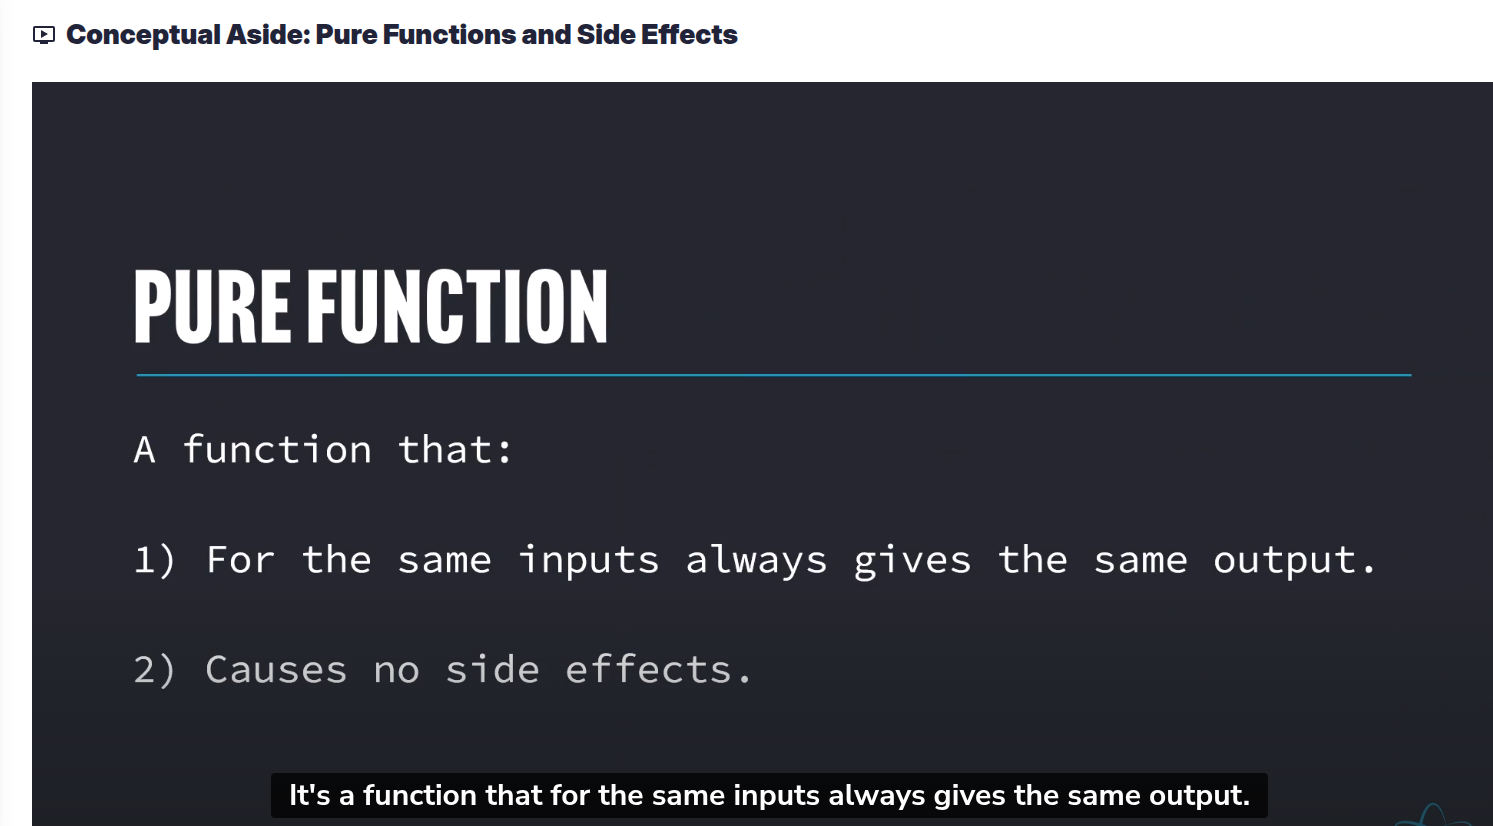 Conceptual Aside: Pure Functions and Side Effects
PURE FUNCTION
A function that:
1) For the same inputs always gives the same output.
2) Causes no side effects.
It's a function that for the same inputs always gives the same output.